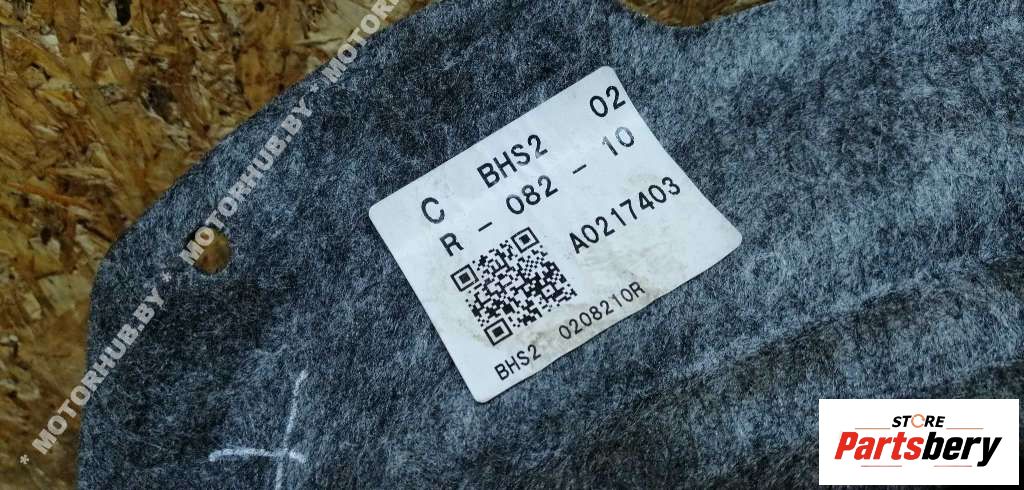 C BHS2 02
R - 082 - 10
A0217403
BHS2 0208210R
* MOTORHUB.BY * MOTORHUB.BY * MOTORHUB.BY
STORE
Partsbery